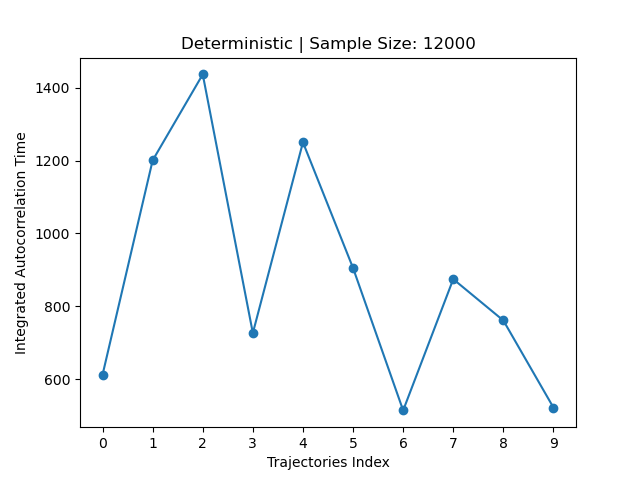 Deterministic | Sample Size: 12000
1400
1200
1000
800
600
Integrated Autocorrelation Time
0 1 2 3 4 5 6 7 8 9
Trajectories Index